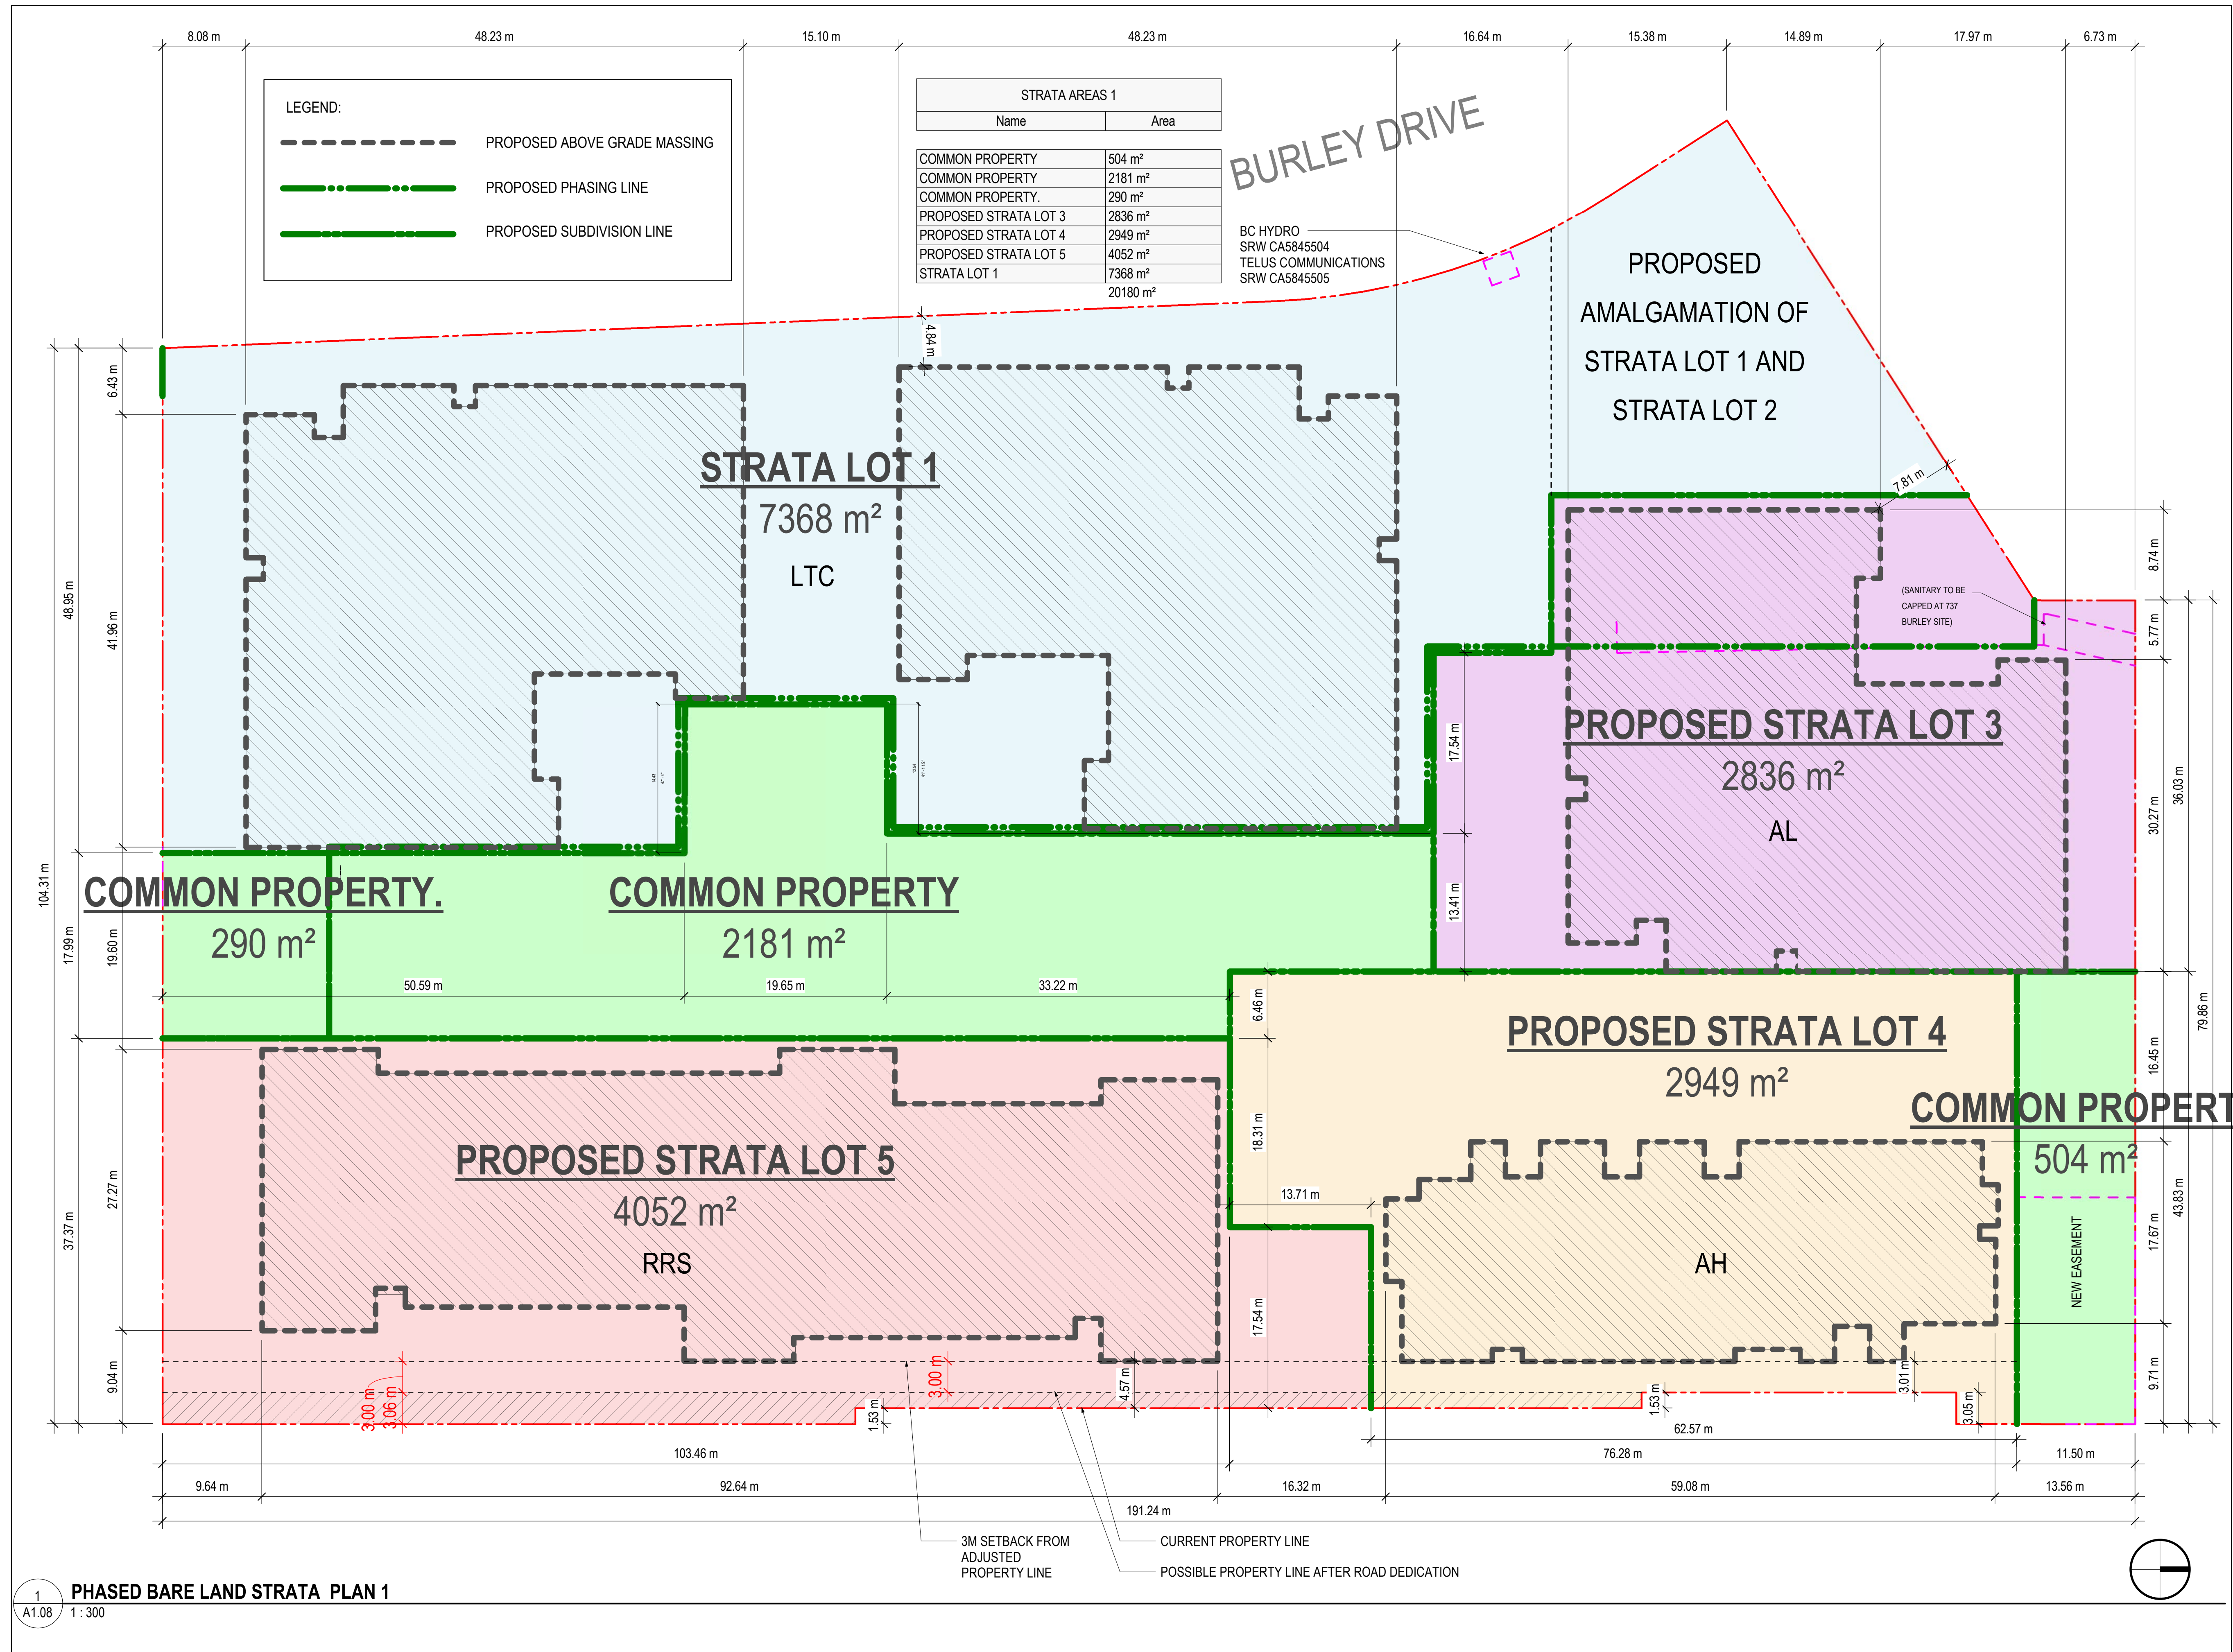 8.08 m
48.23 m
15.10 m
48.23 m
16.64 m
15.38 m
14.89 m
17.97 m
6.73 m
LEGEND:
PROPOSED ABOVE GRADE MASSING
PROPOSED PHASING LINE
PROPOSED SUBDIVISION LINE
STRATA AREAS 1
Name Area
COMMON PROPERTY 504 m²
COMMON PROPERTY 2181 m²
COMMON PROPERTY. 290 m²
PROPOSED STRATA LOT 3 2836 m²
PROPOSED STRATA LOT 4 2949 m²
PROPOSED STRATA LOT 5 4052 m²
STRATA LOT 1 7368 m²
20180 m²
BURLEY DRIVE
BC HYDRO
SRW CA5845504
TELUS COMMUNICATIONS
SRW CA5845505
PROPOSED
AMALGAMATION OF
STRATA LOT 1 AND
STRATA LOT 2
4.84 m
6.43 m
48.95 m
41.96 m
104.31 m
STRATA LOT 1
7368 m²
LTC
7.81 m
8.74 m
(SANITARY TO BE
CAPPED AT 737
BURLEY SITE)
5.77 m
17.54 m
PROPOSED STRATA LOT 3
2836 m²
AL
30.27 m
36.03 m
13.41 m
COMMON PROPERTY.
290 m²
COMMON PROPERTY
2181 m²
17.99 m
19.60 m
50.59 m
19.65 m
33.22 m
6.46 m
PROPOSED STRATA LOT 4
2949 m²
AH
16.45 m
79.86 m
COMMON PROPERT
504 m²
18.31 m
13.71 m
PROPOSED STRATA LOT 5
4052 m²
RRS
27.27 m
37.37 m
17.67 m
43.83 m
NEW EASEMENT
17.54 m
9.04 m
3.00 m
3.06 m
3.00 m
4.57 m
1.53 m
1.53 m
3.01 m
3.05 m
9.71 m
62.57 m
103.46 m
76.28 m
11.50 m
9.64 m
92.64 m
16.32 m
59.08 m
13.56 m
191.24 m
3M SETBACK FROM
ADJUSTED
PROPERTY LINE
CURRENT PROPERTY LINE
POSSIBLE PROPERTY LINE AFTER ROAD DEDICATION
1
A1.08
PHASED BARE LAND STRATA PLAN 1
1 : 300